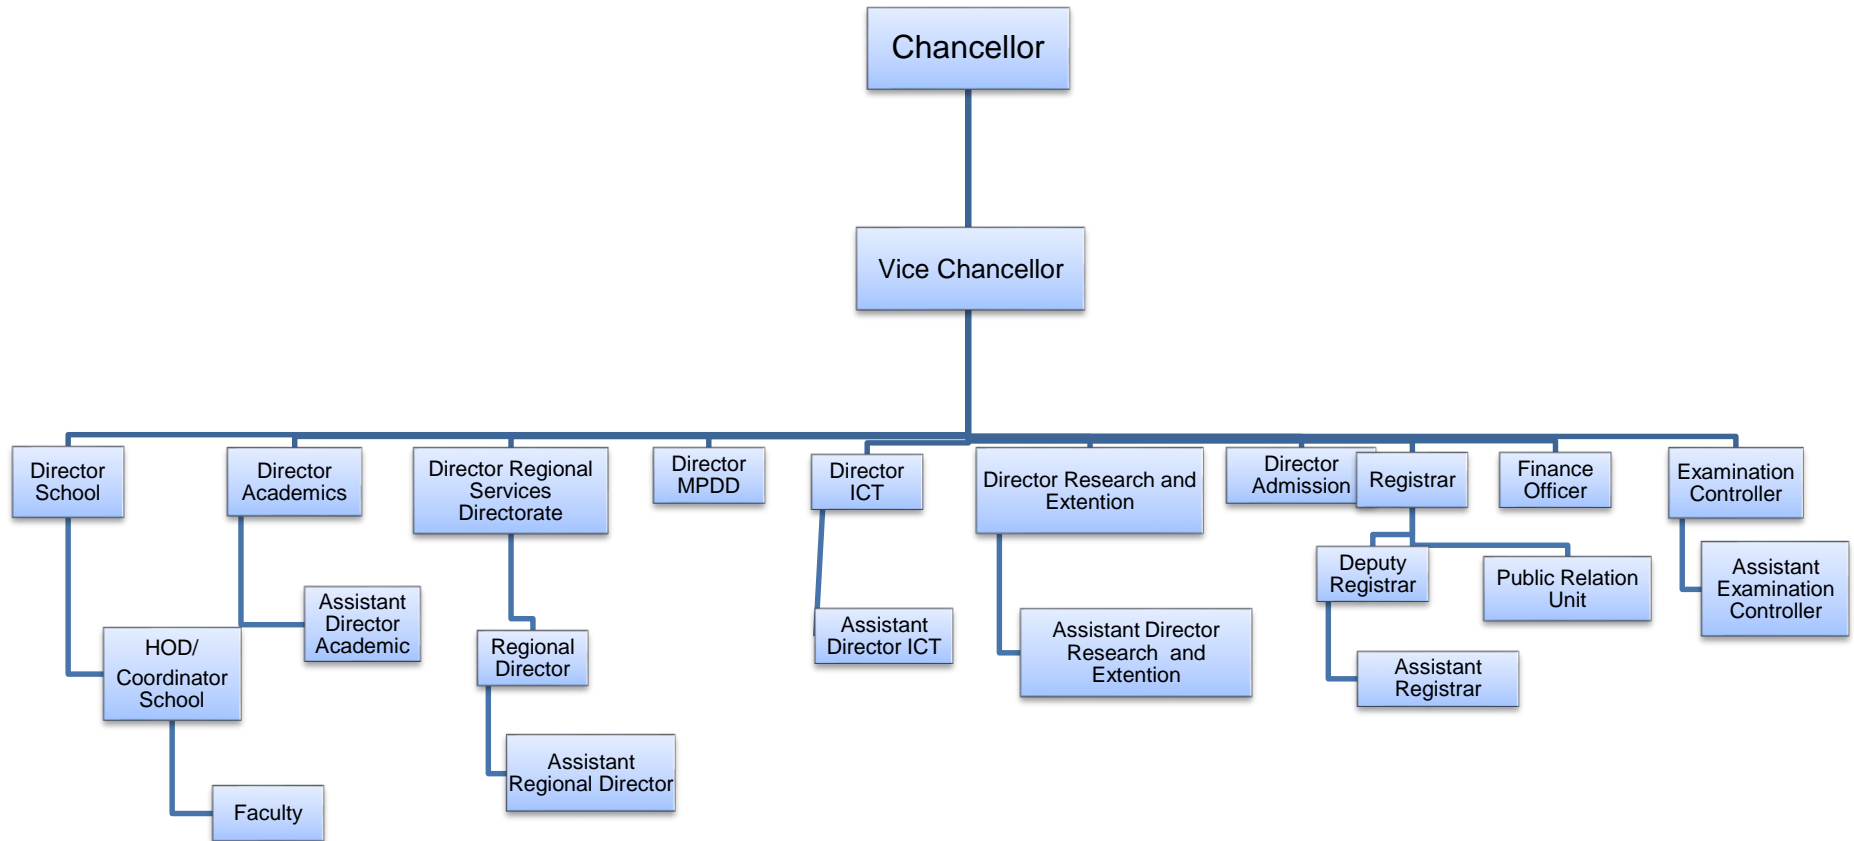 Chancellor
Vice Chancellor
Director
School
Director
Academics
Director Regional
Services
Directorate
Director
MPDD
Director
ICT
Director Research and
Extention
Director
Admission
Registrar
Finance
Officer
Examination
Controller
HOD/
Coordinator
School
Assistant
Director
Academic
Regional
Director
Assistant
Director ICT
Assistant Director
Research and
Extention
Deputy
Registrar
Public Relation
Unit
Assistant
Examination
Controller
Assistant
Registrar
Assistant
Regional Director
Faculty